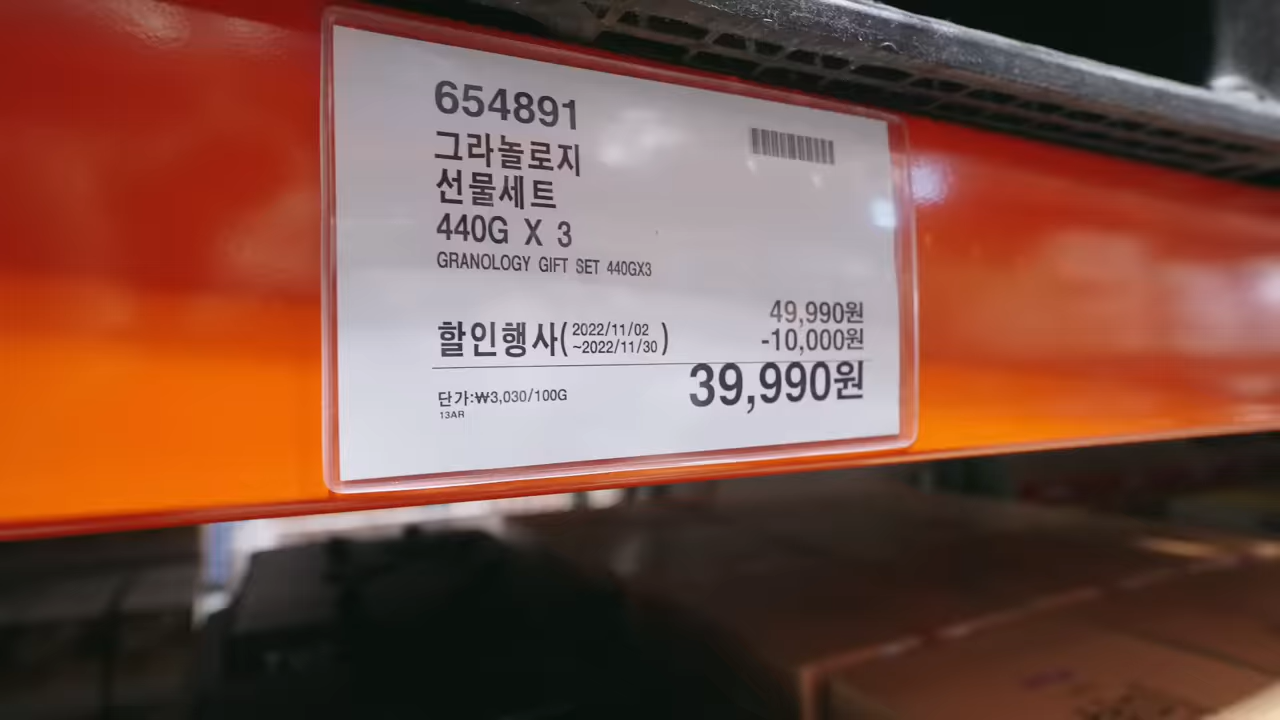 654891
그라놀로지
선물세트
440G X 3
GRANOLOGY GIFT SET 440GX3
49,990원
할인행사(2022/11/02 ~2022/11/30) -10,000원
39,990원
단가:₩3,030/100G
13AR